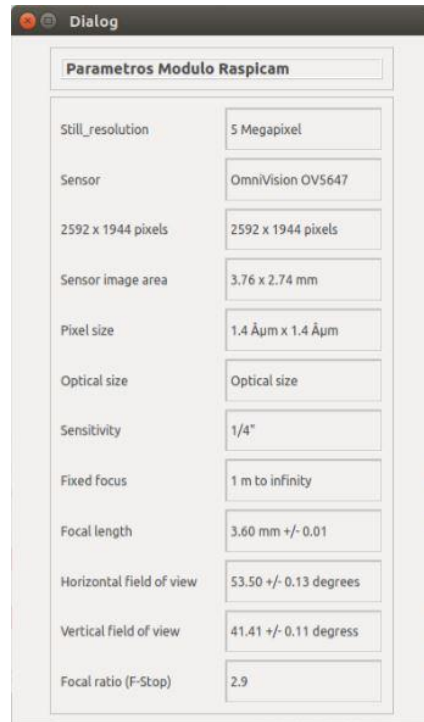 Dialog
Parametros Modulo Raspicam
Still_resolution 5 Megapixel
Sensor OmniVision OV5647
2592 x 1944 pixels 2592 x 1944 pixels
Sensor image area 3.76 x 2.74 mm
Pixel size 1.4 Âµm x 1.4 Âµm
Optical size Optical size
Sensitivity 1/4"
Fixed focus 1 m to infinity
Focal length 3.60 mm +/- 0.01
Horizontal field of view 53.50 +/- 0.13 degrees
Vertical field of view 41.41 +/- 0.11 degress
Focal ratio (F-Stop) 2.9